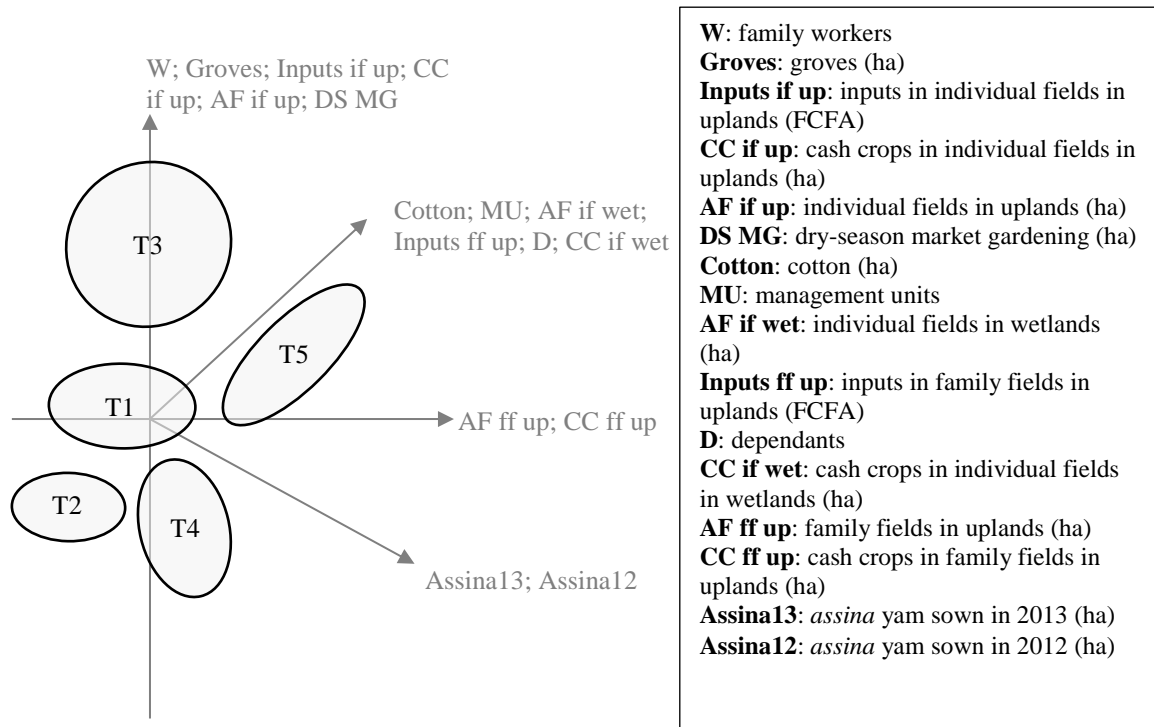 W; Groves; Inputs if up; CC
if up; AF if up; DS MG
Cotton; MU; AF if wet;
Inputs ff up; D; CC if wet
T3
T5
T1
AF ff up; CC ff up
T2
T4
Assina13; Assina12
W: family workers
Groves: groves (ha)
Inputs if up: inputs in individual fields in
uplands (FCFA)
CC if up: cash crops in individual fields in
uplands (ha)
AF if up: individual fields in uplands (ha)
DS MG: dry-season market gardening (ha)
Cotton: cotton (ha)
MU: management units
AF if wet: individual fields in wetlands
(ha)
Inputs ff up: inputs in family fields in
uplands (FCFA)
D: dependants
CC if wet: cash crops in individual fields
in wetlands (ha)
AF ff up: family fields in uplands (ha)
CC ff up: cash crops in family fields in
uplands (ha)
Assina13: assina yam sown in 2013 (ha)
Assina12: assina yam sown in 2012 (ha)